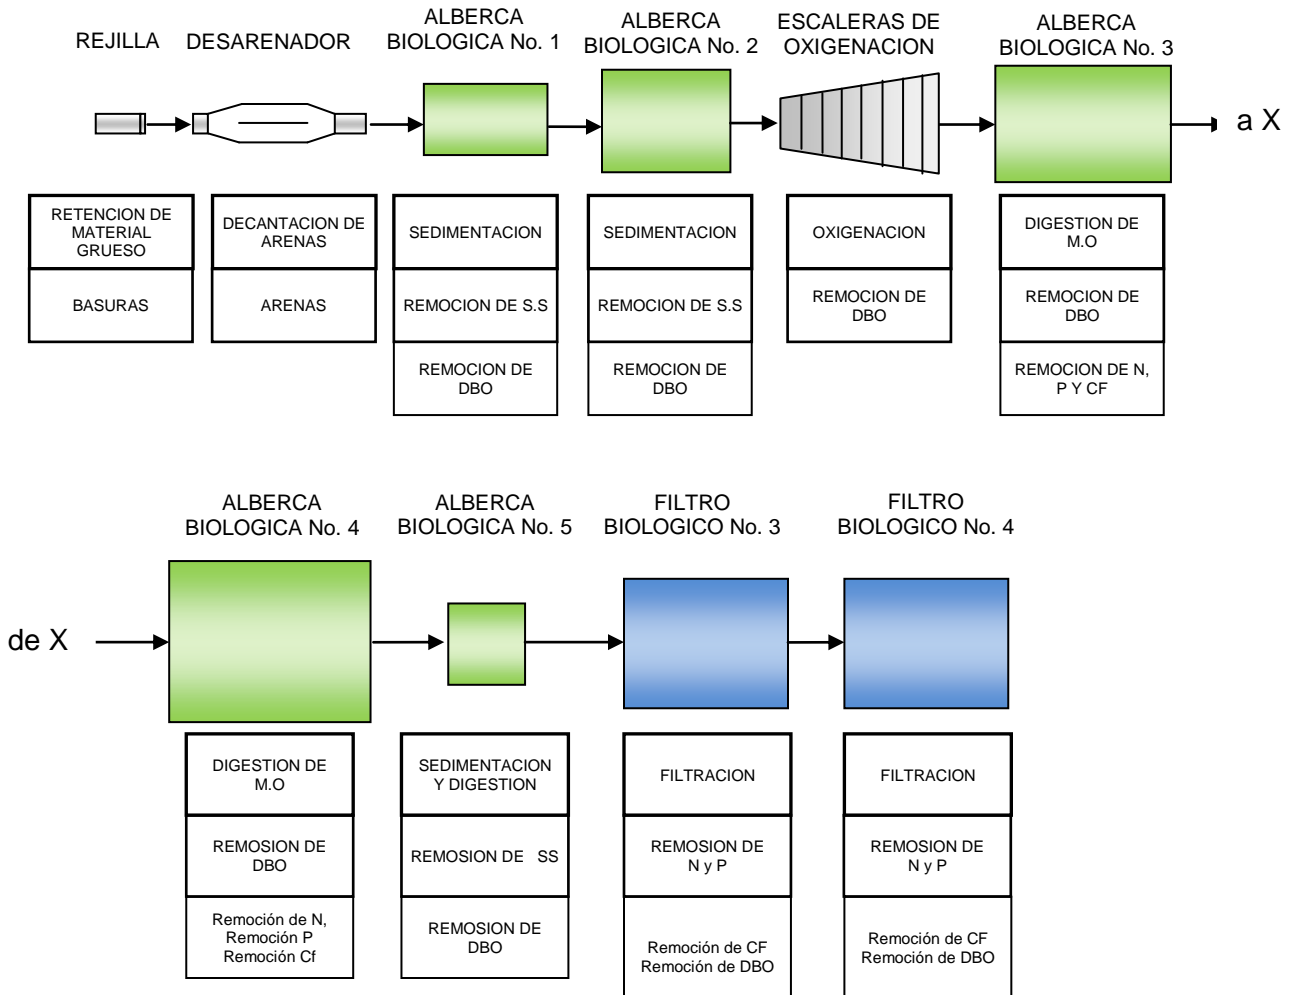 REJILLA
DESARENADOR
ALBERCA
BIOLOGICA No. 1
ALBERCA
BIOLOGICA No. 2
ESCALERAS DE
OXIGENACION
ALBERCA
BIOLOGICA No. 3
a X
RETENCION DE
MATERIAL
GRUESO
BASURAS
DECANTACION DE
ARENAS
ARENAS
SEDIMENTACION
REMOCION DE S.S
REMOCION DE
DBO
SEDIMENTACION
REMOCION DE S.S
REMOCION DE
DBO
OXIGENACION
REMOCION DE
DBO
DIGESTION DE
M.O
REMOCION DE
DBO
REMOCION DE N,
P Y CF
ALBERCA
BIOLOGICA No. 4
ALBERCA
BIOLOGICA No. 5
FILTRO
BIOLOGICO No. 3
FILTRO
BIOLOGICO No. 4
de X
DIGESTION DE
M.O
REMOSION DE
DBO
Remoción de N,
Remoción P
Remoción Cf
SEDIMENTACION
Y DIGESTION
REMOSION DE SS
REMOSION DE
DBO
FILTRACION
REMOSION DE
N y P
Remoción de CF
Remoción de DBO
FILTRACION
REMOSION DE
N y P
Remoción de CF
Remoción de DBO